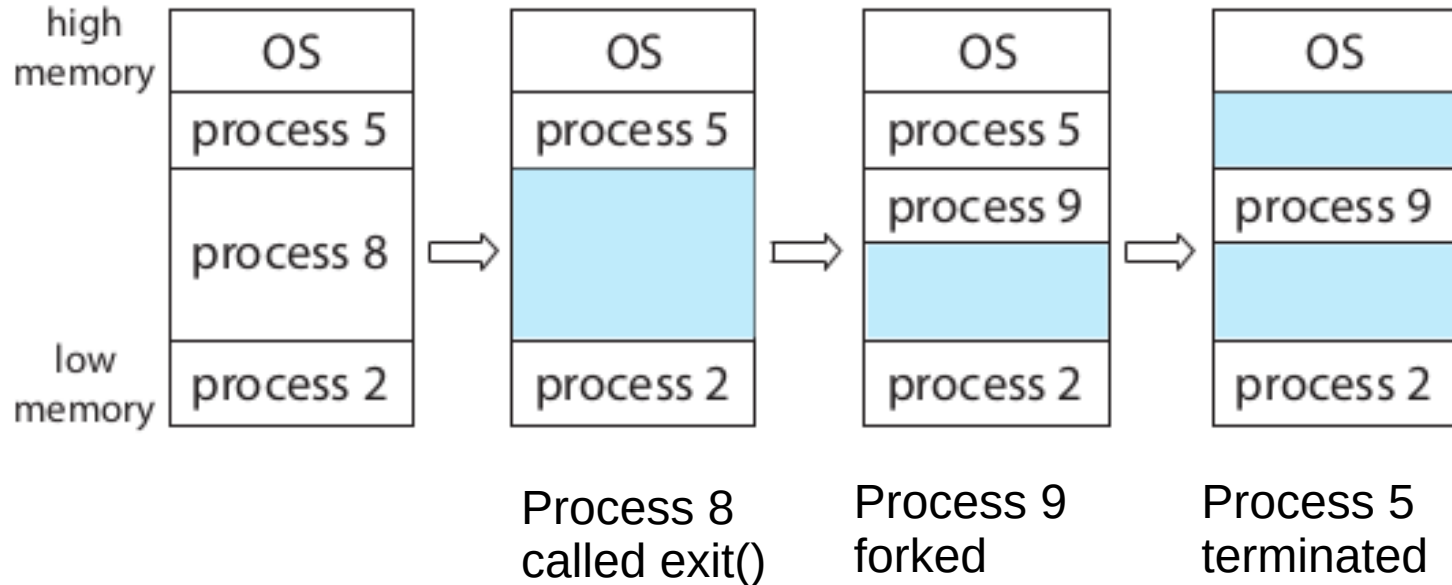 high
memory
OS
process 5
process 8
low
memory
process 2
OS
process 5
process 2
OS
process 5
process 9
process 2
OS
process 9
process 2
Process 8
called exit()
Process 9
forked
Process 5
terminated